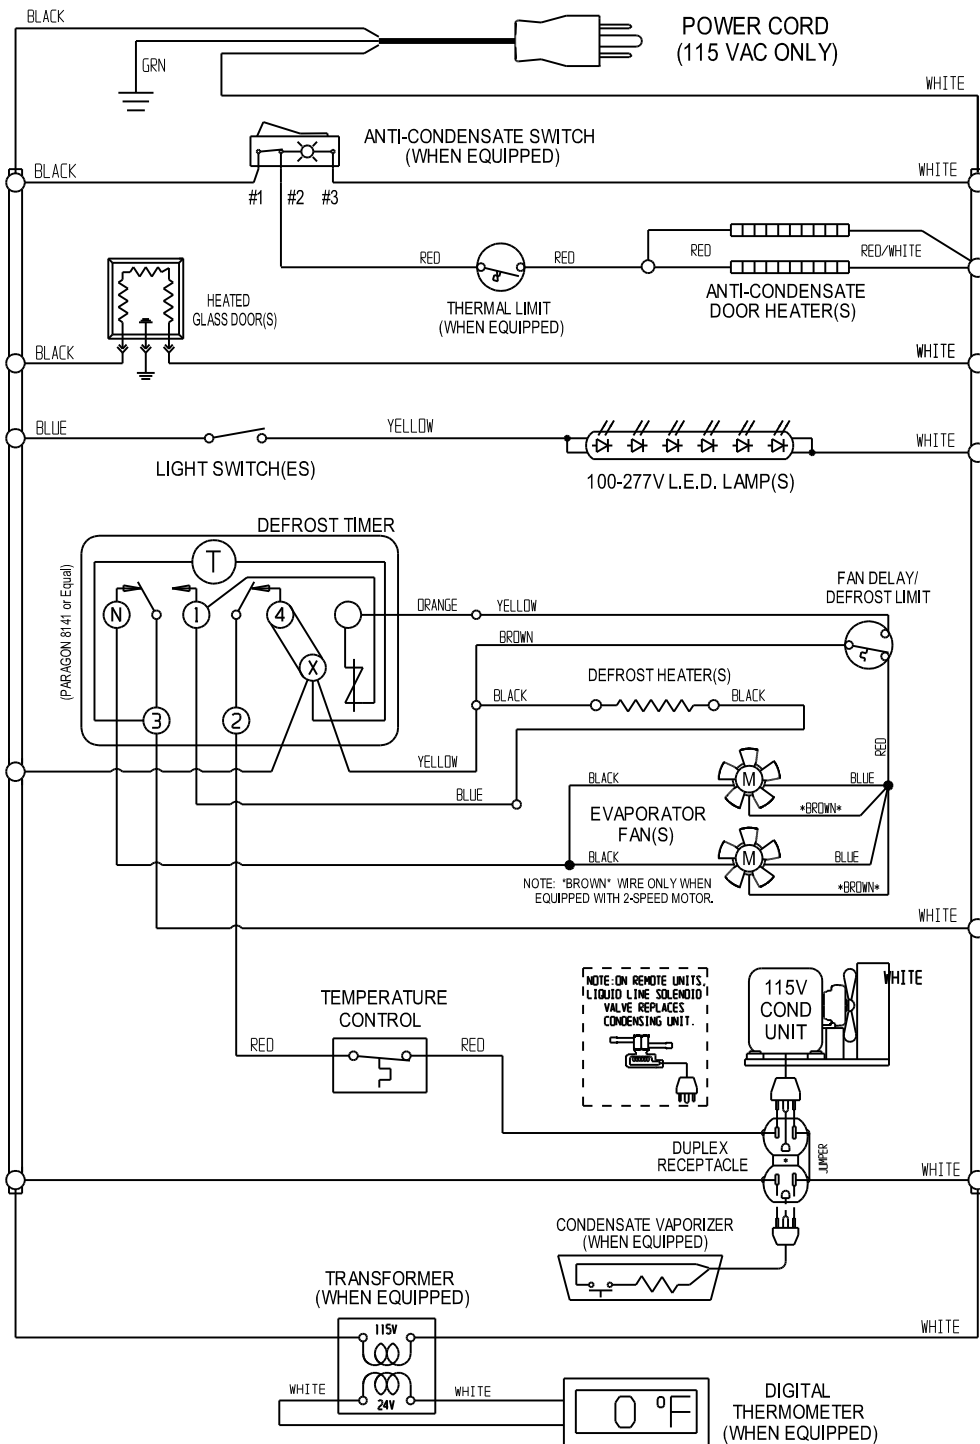 BLACK
POWER CORD
(115 VAC ONLY)
GRN
WHITE
ANTI-CONDENSATE SWITCH
(WHEN EQUIPPED)
BLACK
WHITE
#1 #2 #3
RED
RED
RED
RED/WHITE
THERMAL LIMIT
(WHEN EQUIPPED)
ANTI-CONDENSATE
DOOR HEATER(S)
HEATED
GLASS DOOR(S)
BLACK
WHITE
BLUE
YELLOW
WHITE
LIGHT SWITCH(ES)
100-277V L.E.D. LAMP(S)
DEFROST TIMER
(PARAGON 8141 or Equal)
T
N
1
4
X
3
2
ORANGE
YELLOW
FAN DELAY/
DEFROST LIMIT
BROWN
DEFROST HEATER(S)
BLACK
BLACK
RED
YELLOW
BLUE
BLACK
M
BLUE
*BROWN*
EVAPORATOR
FAN(S)
BLACK
M
BLUE
*BROWN*
NOTE: *BROWN* WIRE ONLY WHEN
EQUIPPED WITH 2-SPEED MOTOR.
WHITE
NOTE:ON REMOTE UNITS,
LIQUID LINE SOLENOID
VALVE REPLACES
CONDENSING UNIT.
115V
COND
UNIT
WHITE
TEMPERATURE
CONTROL
RED
RED
DUPLEX
RECEPTACLE
*
JUMPER
WHITE
CONDENSATE VAPORIZER
(WHEN EQUIPPED)
TRANSFORMER
(WHEN EQUIPPED)
115V
WHITE
WHITE
24V
WHITE
0 °F
DIGITAL
THERMOMETER
(WHEN EQUIPPED)